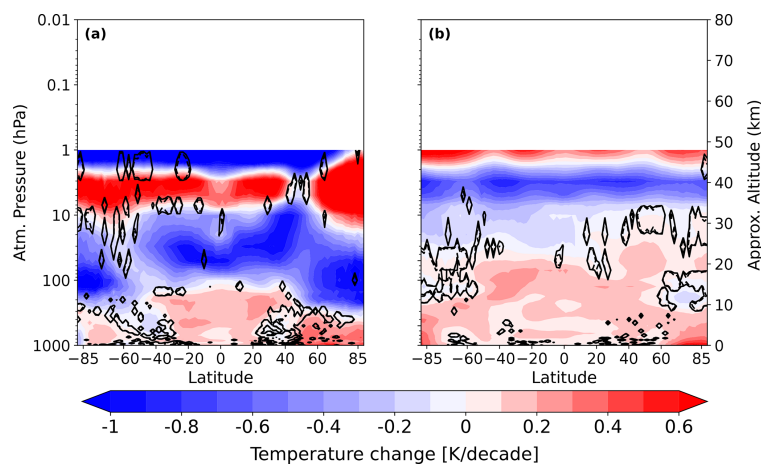 (a)
(b)
Atm. Pressure (hPa)
0.01
0.1
1
10
100
1000
80
70
60
50
40
30
20
10
0
Approx. Altitude (km)
−85 −60 −40 −20 0 20 40 60 85
−85 −60 −40 −20 0 20 40 60 85
Latitude
Latitude
-1 -0.8 -0.6 -0.4 -0.2 0 0.2 0.4 0.6
Temperature change [K/decade]